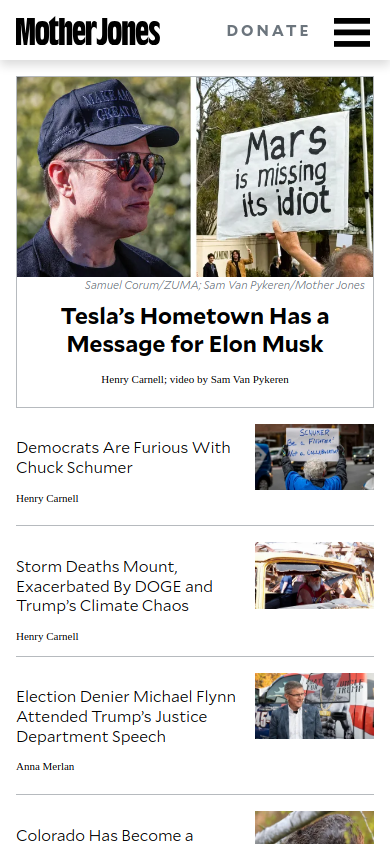 Mother Jones
DONATE
MAKE AME
GREAT
Mars
is missing
its idiot
Samuel Corum/ZUMA; Sam Van Pykeren/Mother Jones
Tesla's Hometown Has a
Message for Elon Musk
Henry Carnell; video by Sam Van Pykeren
Democrats Are Furious With
Chuck Schumer
Henry Carnell
SCHUMER
Be a FIGHTER!
Not a COLLABORATOR
Storm Deaths Mount,
Exacerbated By DOGE and
Trump's Climate Chaos
Henry Carnell
Election Denier Michael Flynn
Attended Trump's Justice
Department Speech
Anna Merlan
TRUMP
Colorado Has Become a